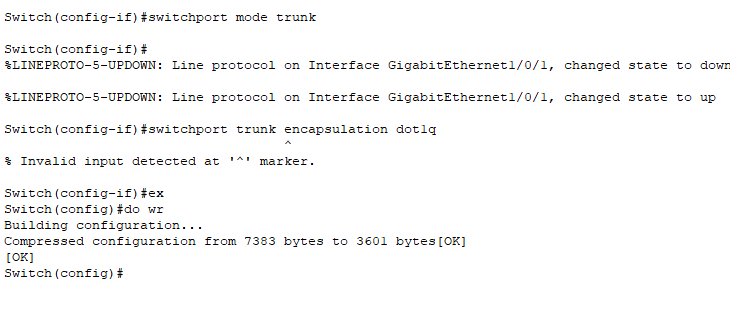 Switch(config-if)#switchport mode trunk
Switch(config-if)#
%LINEPROTO-5-UPDOWN: Line protocol on Interface GigabitEthernet1/0/1, changed state to down
%LINEPROTO-5-UPDOWN: Line protocol on Interface GigabitEthernet1/0/1, changed state to up
Switch(config-if)#switchport trunk encapsulation dot1q
^
% Invalid input detected at '^' marker.
Switch(config-if)#ex
Switch(config)#do wr
Building configuration...
Compressed configuration from 7383 bytes to 3601 bytes[OK]
[OK]
Switch(config)#